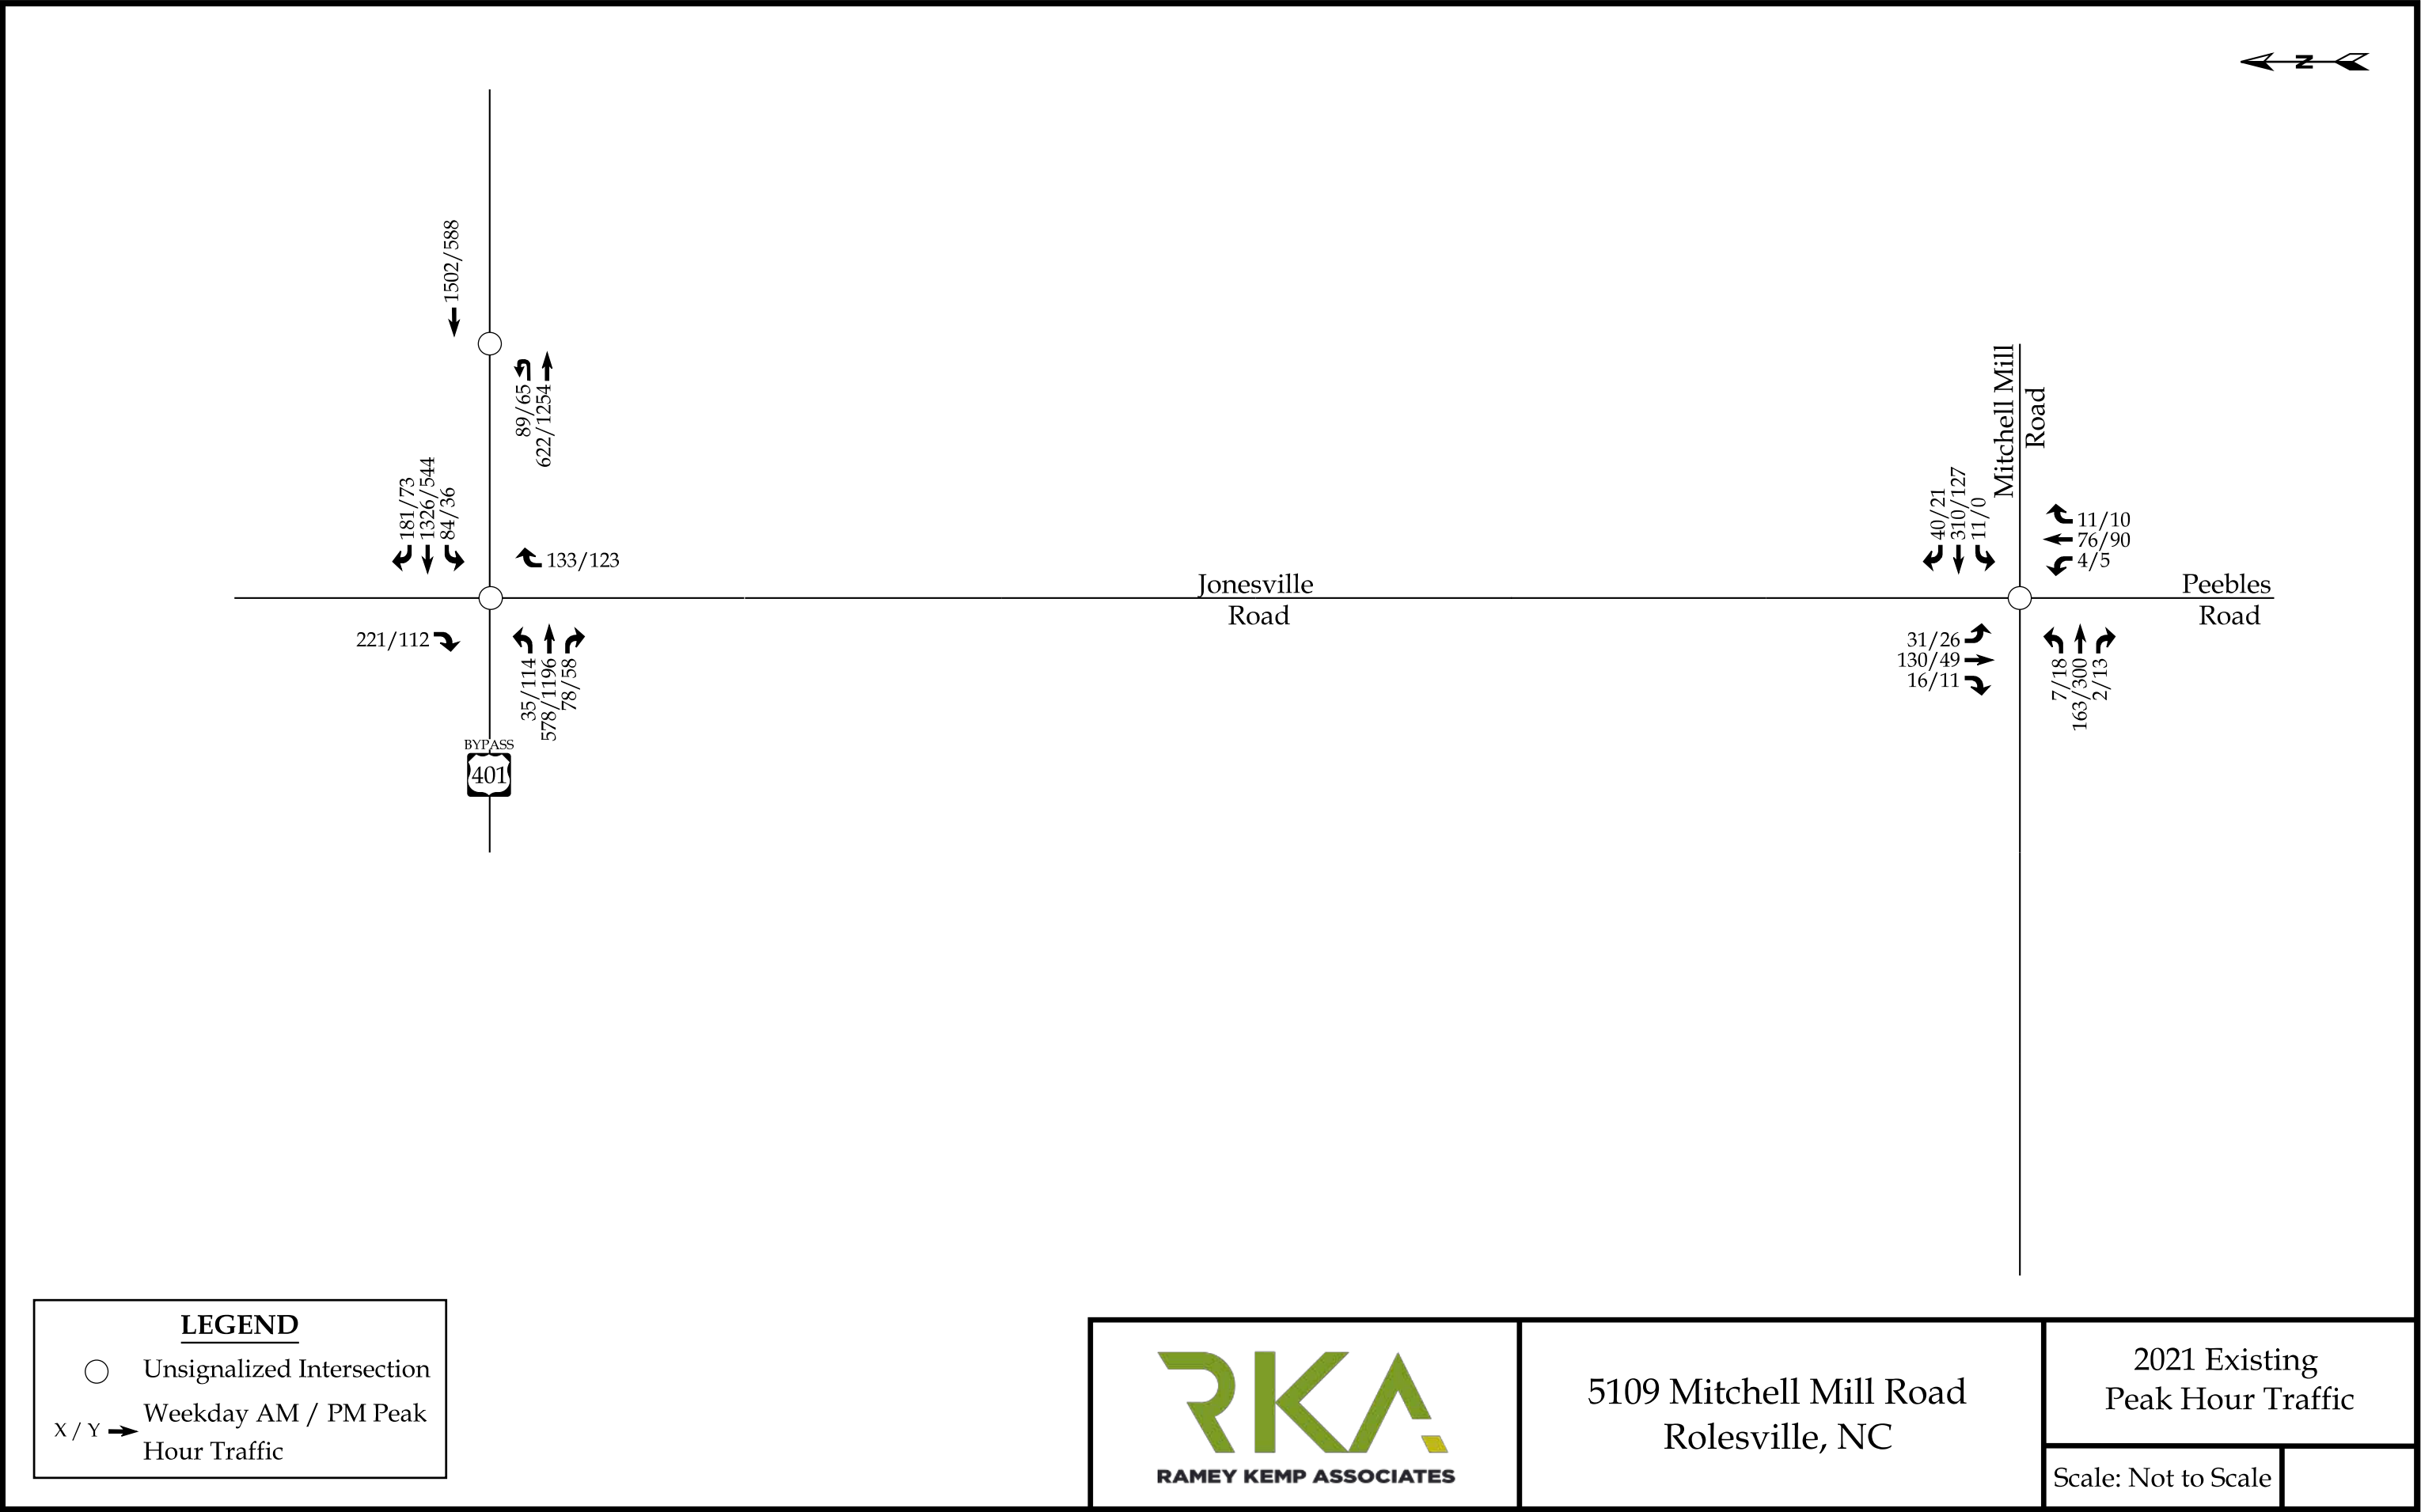 N
1502/588
89/65
622/1254
181/73
1326/544
84/36
133/123
221/112
35/114
578/1196
78/58
BYPASS
401
Jonesville
Road
Mitchell Mill
Road
40/21
310/127
11/0
11/10
76/90
4/5
Peebles
Road
31/26
130/49
16/11
7/18
163/300
2/13
LEGEND
Unsignalized Intersection
X / Y
Weekday AM / PM Peak
Hour Traffic
RKA
RAMEY KEMP ASSOCIATES
5109 Mitchell Mill Road
Rolesville, NC
2021 Existing
Peak Hour Traffic
Scale: Not to Scale